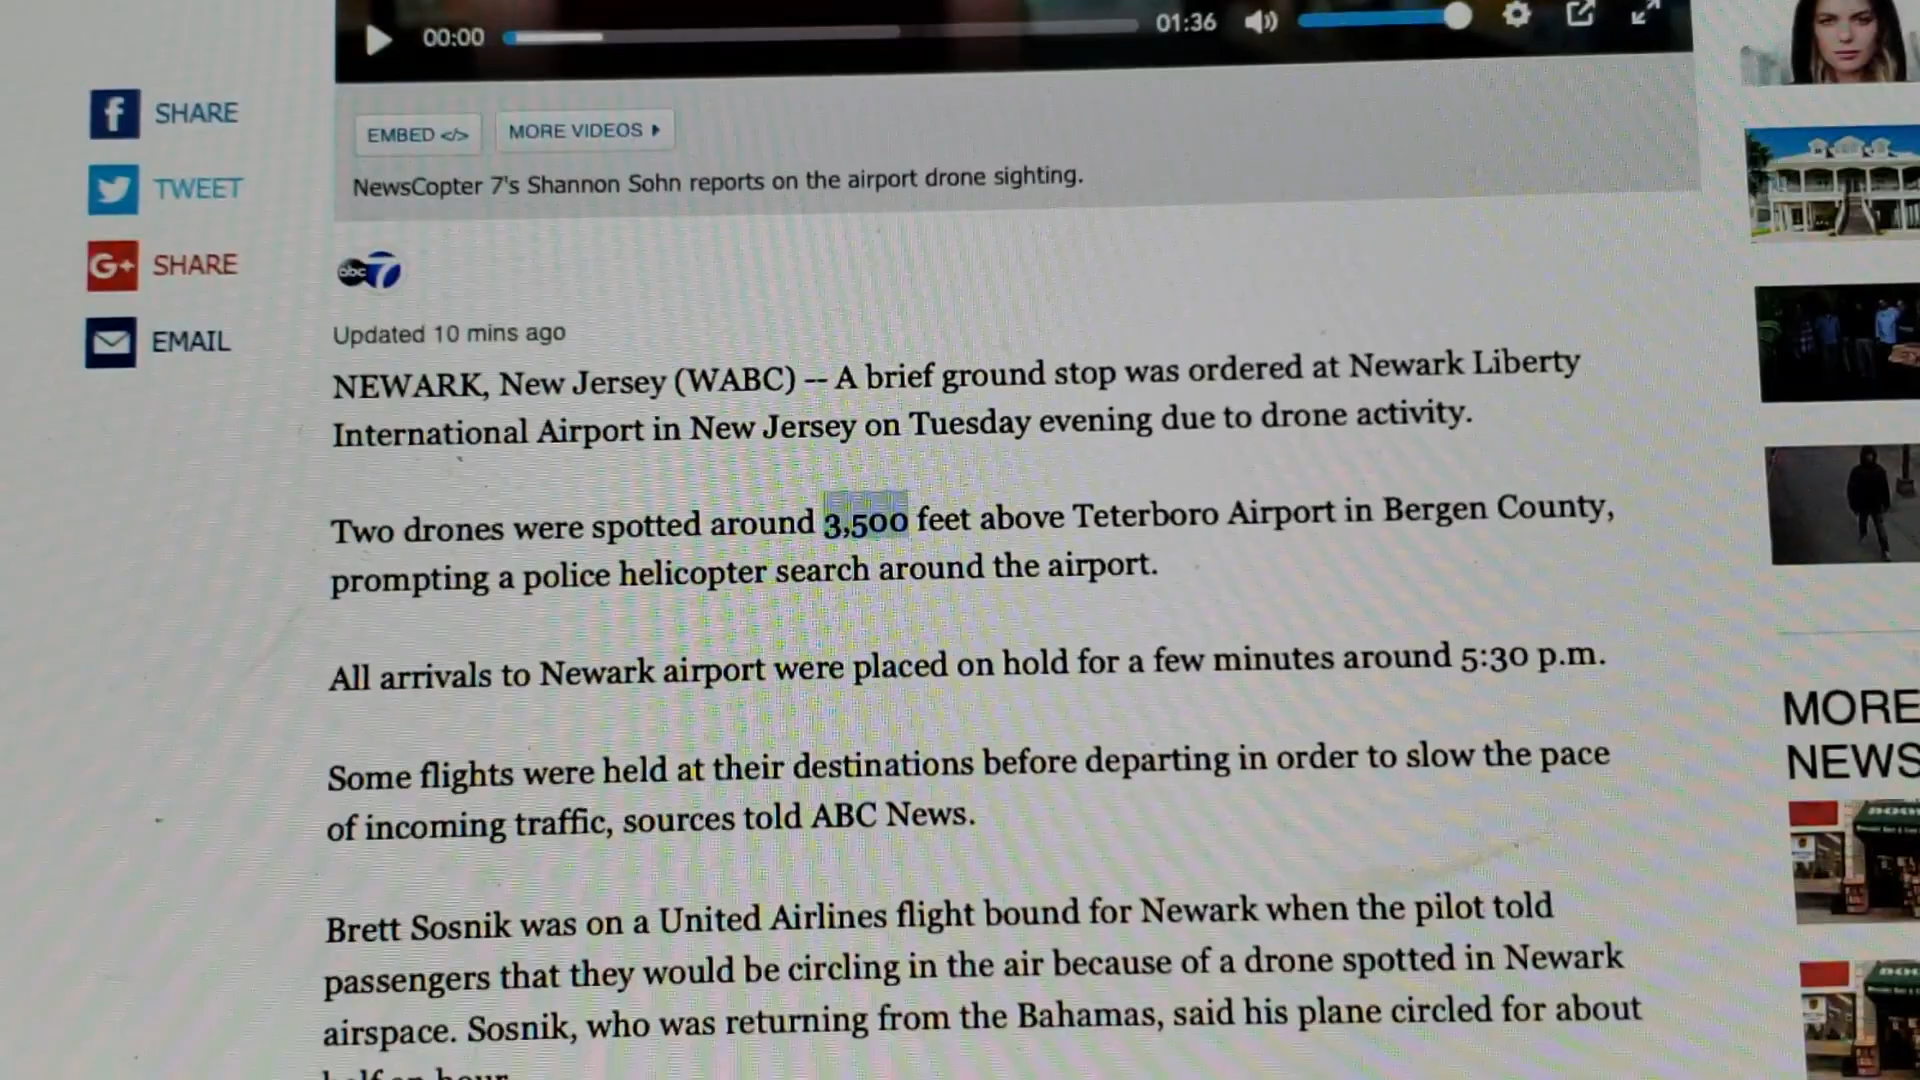 00:00
01:36
f SHARE
TWEET
G+ SHARE
EMAIL
EMBED </>
MORE VIDEOS
NewsCopter 7's Shannon Sohn reports on the airport drone sighting.
abc 7
Updated 10 mins ago
NEWARK, New Jersey (WABC) -- A brief ground stop was ordered at Newark Liberty
International Airport in New Jersey on Tuesday evening due to drone activity.
Two drones were spotted around 3,500 feet above Teterboro Airport in Bergen County,
prompting a police helicopter search around the airport.
All arrivals to Newark airport were placed on hold for a few minutes around 5:30 p.m.
Some flights were held at their destinations before departing in order to slow the pace
of incoming traffic, sources told ABC News.
Brett Sosnik was on a United Airlines flight bound for Newark when the pilot told
passengers that they would be circling in the air because of a drone spotted in Newark
airspace. Sosnik, who was returning from the Bahamas, said his plane circled for about
half an hour
MORE
NEWS